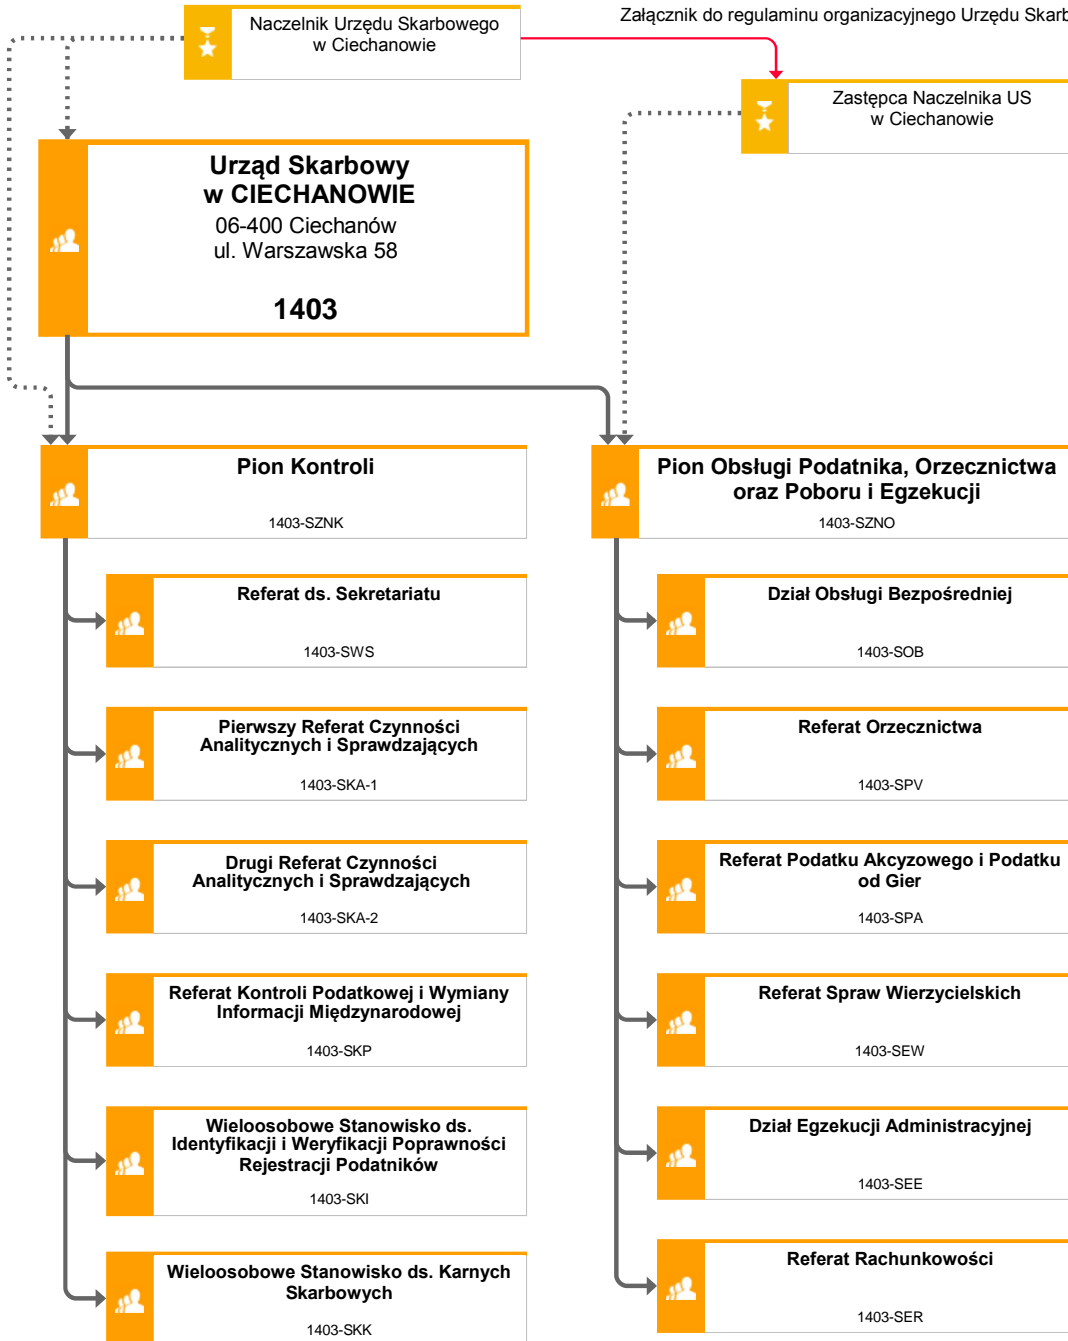 Załącznik do regulaminu organizacyjnego Urzędu Skarb
Naczelnik Urzędu Skarbowego
w Ciechanowie
Zastępca Naczelnika US
w Ciechanowie
Urząd Skarbowy
w CIECHANOWIE
06-400 Ciechanów
ul. Warszawska 58
1403
Pion Kontroli
1403-SZNK
Referat ds. Sekretariatu
1403-SWS
Pierwszy Referat Czynności
Analitycznych i Sprawdzających
1403-SKA-1
Drugi Referat Czynności
Analitycznych i Sprawdzających
1403-SKA-2
Referat Kontroli Podatkowej i Wymiany
Informacji Międzynarodowej
1403-SKP
Wieloosobowe Stanowisko ds.
Identyfikacji i Weryfikacji Poprawności
Rejestracji Podatników
1403-SKI
Wieloosobowe Stanowisko ds. Karnych
Skarbowych
1403-SKK
Pion Obsługi Podatnika, Orzecznictwa
oraz Poboru i Egzekucji
1403-SZNO
Dział Obsługi Bezpośredniej
1403-SOB
Referat Orzecznictwa
1403-SPV
Referat Podatku Akcyzowego i Podatku
od Gier
1403-SPA
Referat Spraw Wierzycielskich
1403-SEW
Dział Egzekucji Administracyjnej
1403-SEE
Referat Rachunkowości
1403-SER